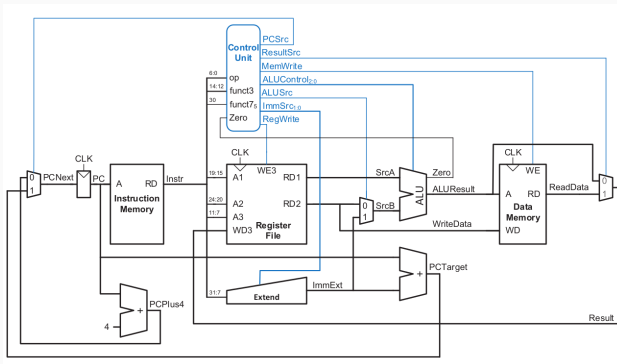 PCSrc
Control
Unit
ResultSrc
MemWrite
6:0
op
ALUControl2:0
14:12
funct3
ALUSrc
30
funct75
ImmSrc1:0
Zero
RegWrite
CLK
CLK
CLK
0
1
PCNext
PC
A
RD
Instr
Instruction
Memory
19:15
A1
WE3
RD1
SrcA
Zero
WE
24:20
A2
RD2
0
1
SrcB
ALU
ALUResult
A
RD
ReadData
0
1
11:7
A3
WD3
Register
File
WriteData
Data
Memory
WD
PCTarget
+
31:7
Extend
ImmExt
PCPlus4
+
4
Result